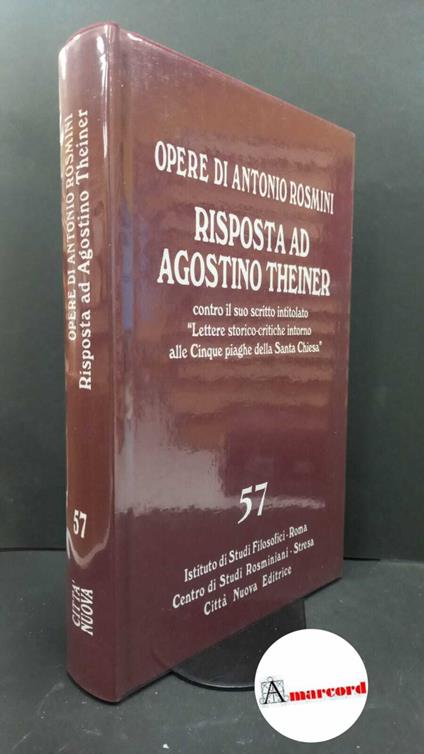 OPERE DI ANTONIO ROSMINI
Risposta ad Agostino Theiner
57
CITTÀ
NUOVA
OPERE DI ANTONIO ROSMINI
RISPOSTA AD
AGOSTINO THEINER
contro il suo scritto intitolato
"Lettere storico-critiche intorno
alle Cinque piaghe della Santa Chiesa"
57
Istituto di Studi Filosofici - Roma
Centro di Studi Rosminiani - Stresa
Città Nuova Editrice
Amarcord